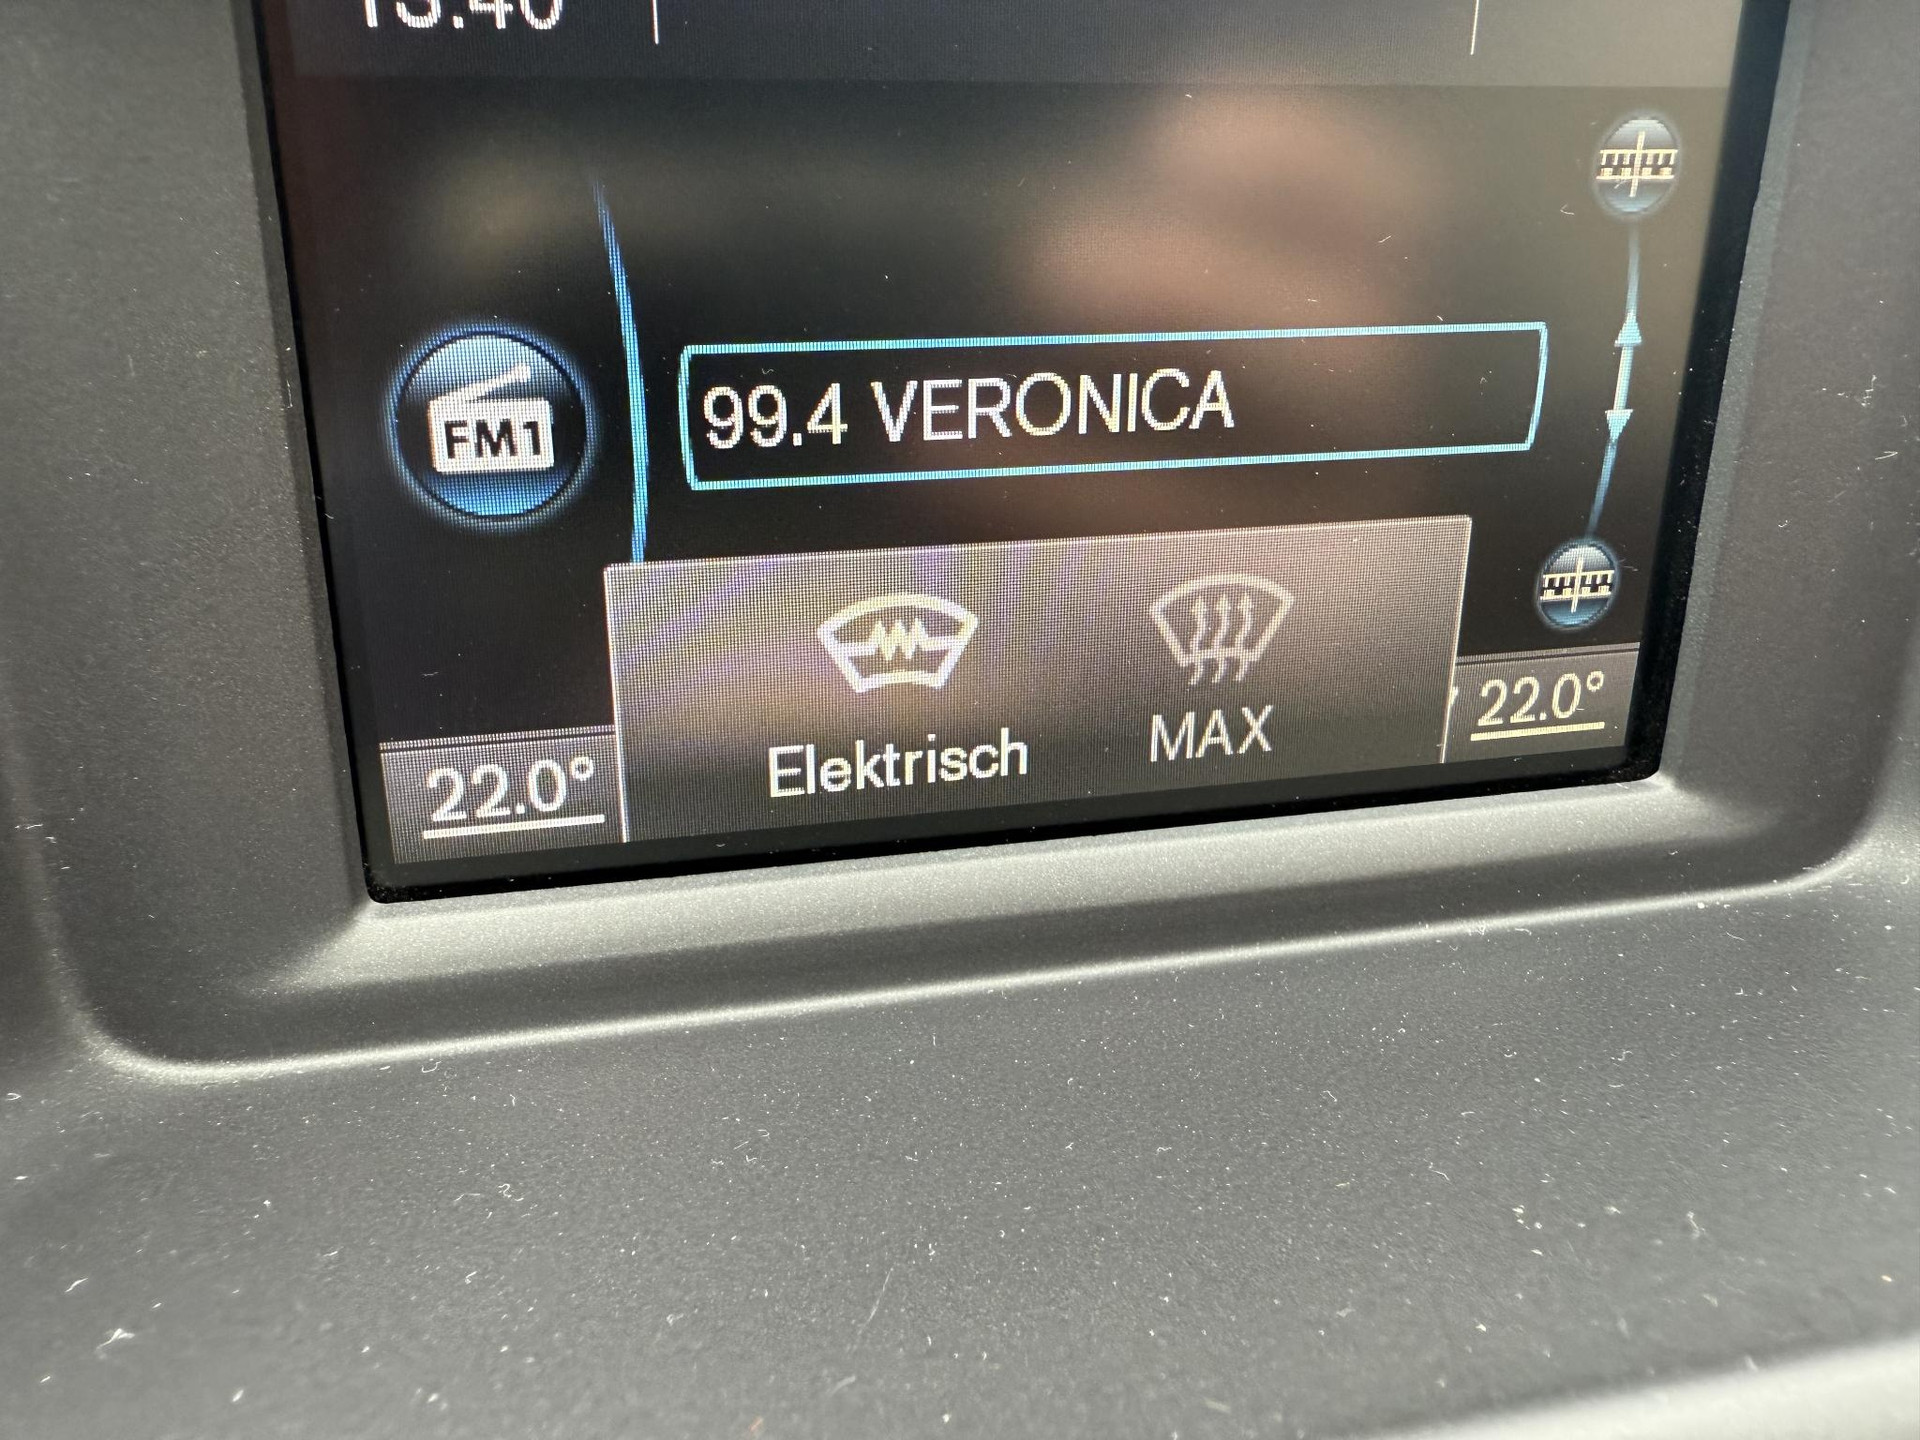 FM1
99.4 VERONICA
22.0°
Elektrisch
MAX
22.0°